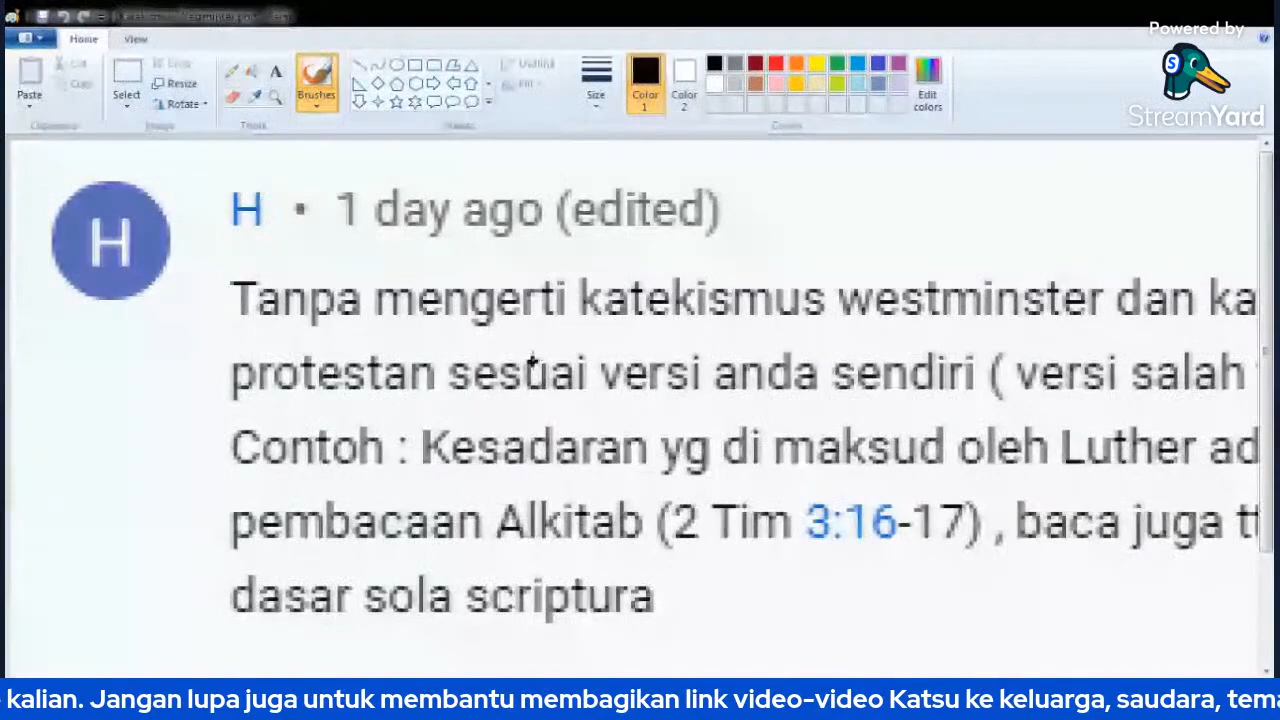 Powered by
StreamYard
Home
View
Paste
Select
Resize
Rotate
A
Brushes
Size
Color 1
Color 2
Edit colors
H
H • 1 day ago (edited)
Tanpa mengerti katekismus westminster dan ka
protestan sesuai versi anda sendiri ( versi salah
Contoh : Kesadaran yg di maksud oleh Luther ad
pembacaan Alkitab (2 Tim 3:16-17) , baca juga tt
dasar sola scriptura
kalian. Jangan lupa juga untuk membantu membagikan link video-video Katsu ke keluarga, saudara, tema